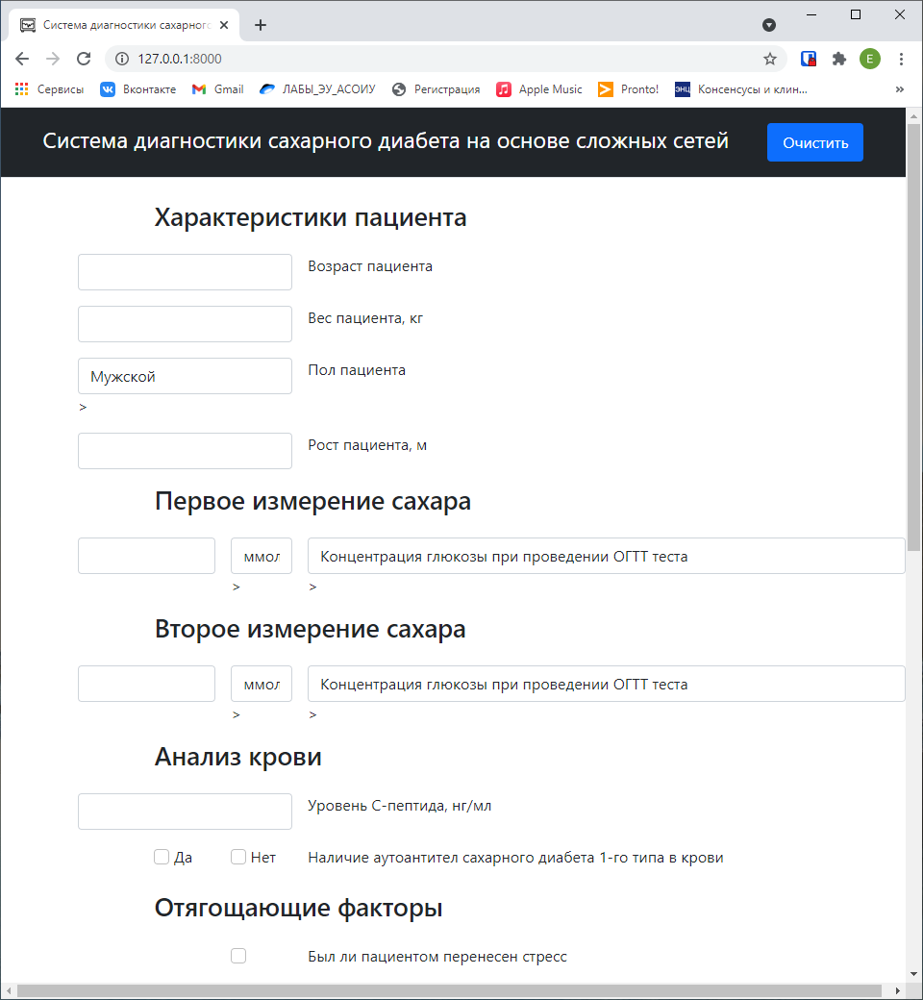 Система диагностики сахарног
127.0.0.1:8000
E
Сервисы Вконтакте Gmail ЛАБЫ_ЭУ_АСОИУ Регистрация Apple Music Pronto! ЭНЦ Консенсусы и клин... »
Система диагностики сахарного диабета на основе сложных сетей Очистить
Характеристики пациента
Возраст пациента
Вес пациента, кг
Мужской Пол пациента
>
Рост пациента, м
Первое измерение сахара
ммол Концентрация глюкозы при проведении ОГТТ теста
> >
Второе измерение сахара
ммол Концентрация глюкозы при проведении ОГТТ теста
> >
Анализ крови
Уровень С-пептида, нг/мл
Да Нет Наличие аутоантител сахарного диабета 1-го типа в крови
Отягощающие факторы
Был ли пациентом перенесен стресс